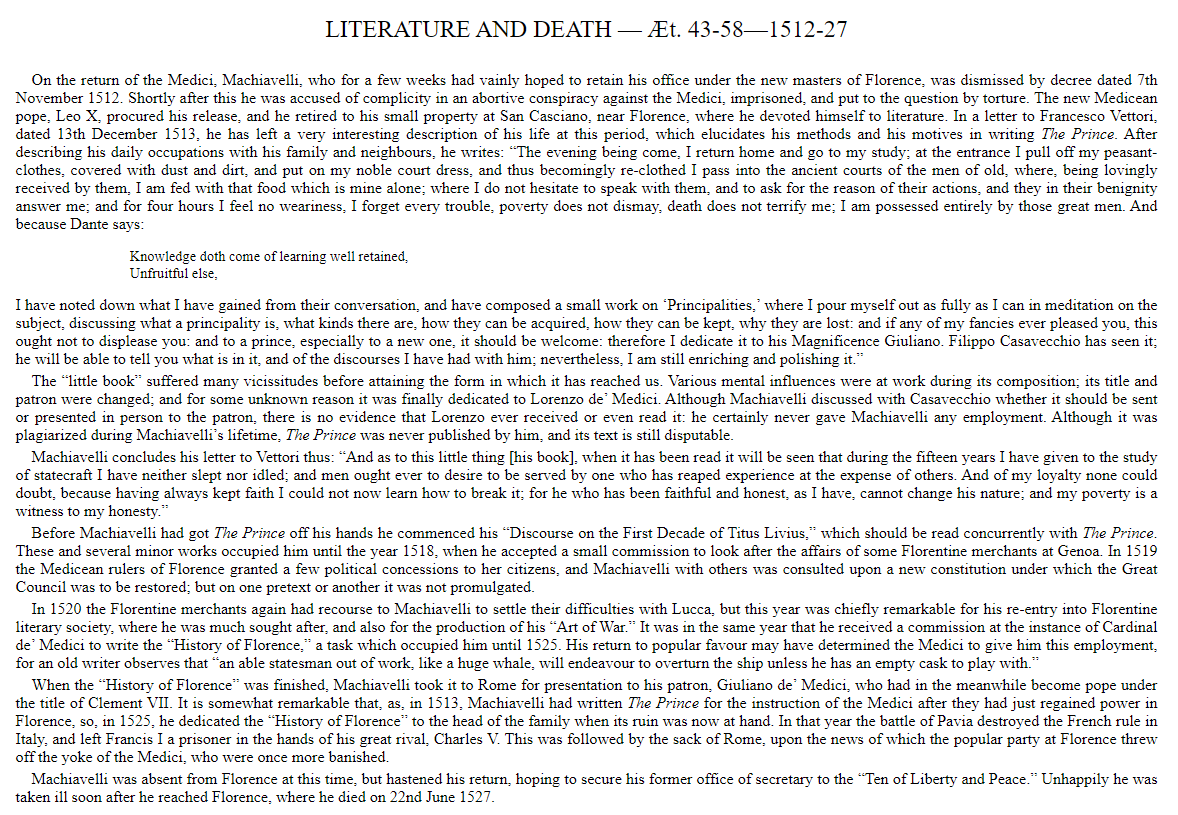 LITERATURE AND DEATH — Æt. 43-58—1512-27
On the return of the Medici, Machiavelli, who for a few weeks had vainly hoped to retain his office under the new masters of Florence, was dismissed by decree dated 7th
November 1512. Shortly after this he was accused of complicity in an abortive conspiracy against the Medici, imprisoned, and put to the question by torture. The new Medicean
pope, Leo X, procured his release, and he retired to his small property at San Casciano, near Florence, where he devoted himself to literature. In a letter to Francesco Vettori,
dated 13th December 1513, he has left a very interesting description of his life at this period, which elucidates his methods and his motives in writing The Prince. After
describing his daily occupations with his family and neighbours, he writes: “The evening being come, I return home and go to my study; at the entrance I pull off my peasant-
clothes, covered with dust and dirt, and put on my noble court dress, and thus becomingly re-clothed I pass into the ancient courts of the men of old, where, being lovingly
received by them, I am fed with that food which is mine alone; where I do not hesitate to speak with them, and to ask for the reason of their actions, and they in their benignity
answer me; and for four hours I feel no weariness, I forget every trouble, poverty does not dismay, death does not terrify me; I am possessed entirely by those great men. And
because Dante says:
Knowledge doth come of learning well retained,
Unfruitful else,
I have noted down what I have gained from their conversation, and have composed a small work on ‘Principalities,’ where I pour myself out as fully as I can in meditation on the
subject, discussing what a principality is, what kinds there are, how they can be acquired, how they can be kept, why they are lost: and if any of my fancies ever pleased you, this
ought not to displease you: and to a prince, especially to a new one, it should be welcome: therefore I dedicate it to his Magnificence Giuliano. Filippo Casavecchio has seen it;
he will be able to tell you what is in it, and of the discourses I have had with him; nevertheless, I am still enriching and polishing it.”
The “little book” suffered many vicissitudes before attaining the form in which it has reached us. Various mental influences were at work during its composition; its title and
patron were changed; and for some unknown reason it was finally dedicated to Lorenzo de’ Medici. Although Machiavelli discussed with Casavecchio whether it should be sent
or presented in person to the patron, there is no evidence that Lorenzo ever received or even read it: he certainly never gave Machiavelli any employment. Although it was
plagiarized during Machiavelli’s lifetime, The Prince was never published by him, and its text is still disputable.
Machiavelli concludes his letter to Vettori thus: “And as to this little thing [his book], when it has been read it will be seen that during the fifteen years I have given to the study
of statecraft I have neither slept nor idled; and men ought ever to desire to be served by one who has reaped experience at the expense of others. And of my loyalty none could
doubt, because having always kept faith I could not now learn how to break it; for he who has been faithful and honest, as I have, cannot change his nature; and my poverty is a
witness to my honesty.”
Before Machiavelli had got The Prince off his hands he commenced his “Discourse on the First Decade of Titus Livius,” which should be read concurrently with The Prince.
These and several minor works occupied him until the year 1518, when he accepted a small commission to look after the affairs of some Florentine merchants at Genoa. In 1519
the Medicean rulers of Florence granted a few political concessions to her citizens, and Machiavelli with others was consulted upon a new constitution under which the Great
Council was to be restored; but on one pretext or another it was not promulgated.
In 1520 the Florentine merchants again had recourse to Machiavelli to settle their difficulties with Lucca, but this year was chiefly remarkable for his re-entry into Florentine
literary society, where he was much sought after, and also for the production of his “Art of War.” It was in the same year that he received a commission at the instance of Cardinal
de’ Medici to write the “History of Florence,” a task which occupied him until 1525. His return to popular favour may have determined the Medici to give him this employment,
for an old writer observes that “an able statesman out of work, like a huge whale, will endeavour to overturn the ship unless he has an empty cask to play with.”
When the “History of Florence” was finished, Machiavelli took it to Rome for presentation to his patron, Giuliano de’ Medici, who had in the meanwhile become pope under
the title of Clement VII. It is somewhat remarkable that, as, in 1513, Machiavelli had written The Prince for the instruction of the Medici after they had just regained power in
Florence, so, in 1525, he dedicated the “History of Florence” to the head of the family when its ruin was now at hand. In that year the battle of Pavia destroyed the French rule in
Italy, and left Francis I a prisoner in the hands of his great rival, Charles V. This was followed by the sack of Rome, upon the news of which the popular party at Florence threw
off the yoke of the Medici, who were once more banished.
Machiavelli was absent from Florence at this time, but hastened his return, hoping to secure his former office of secretary to the “Ten of Liberty and Peace.” Unhappily he was
taken ill soon after he reached Florence, where he died on 22nd June 1527.